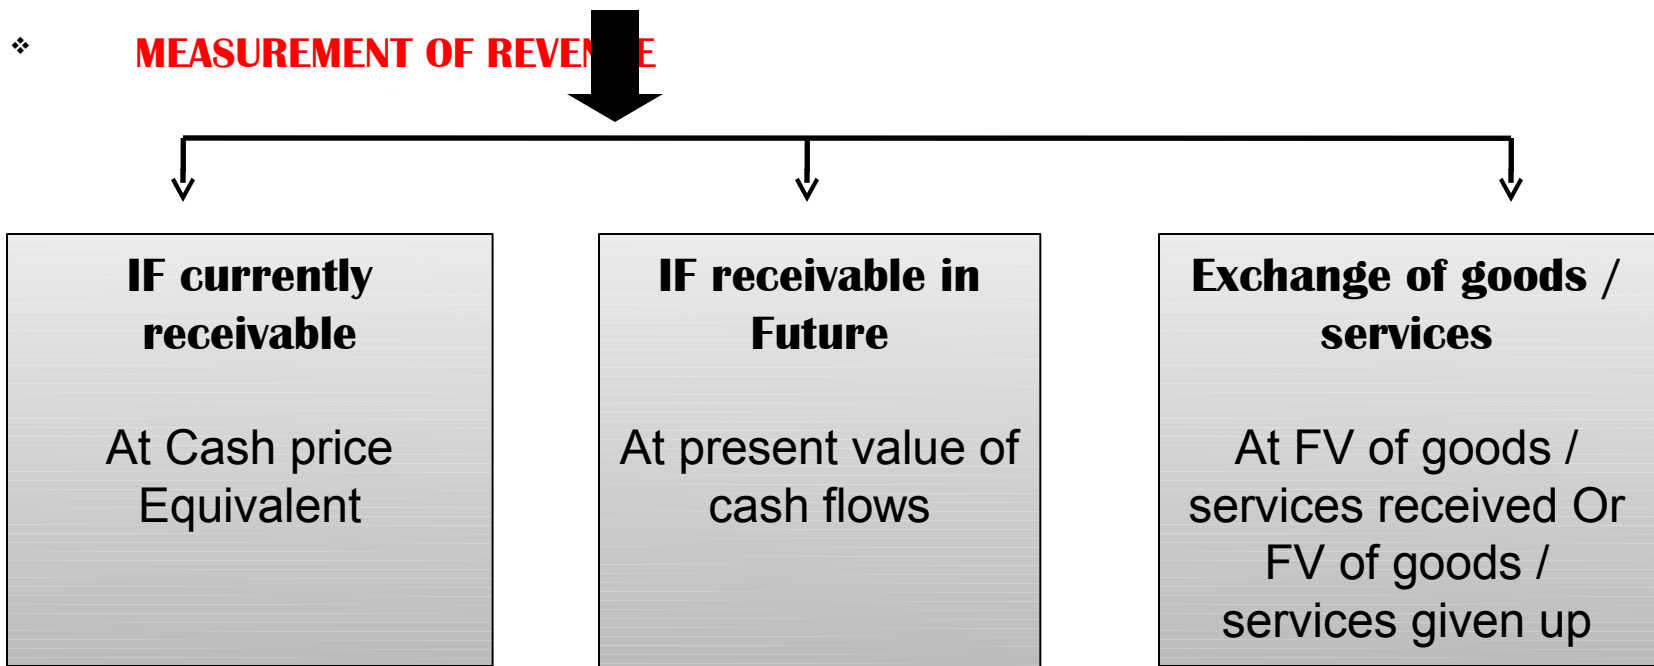 ❖ MEASUREMENT OF REVEN E
IF currently
receivable
At Cash price
Equivalent
IF receivable in
Future
At present value of
cash flows
Exchange of goods /
services
At FV of goods /
services received Or
FV of goods /
services given up